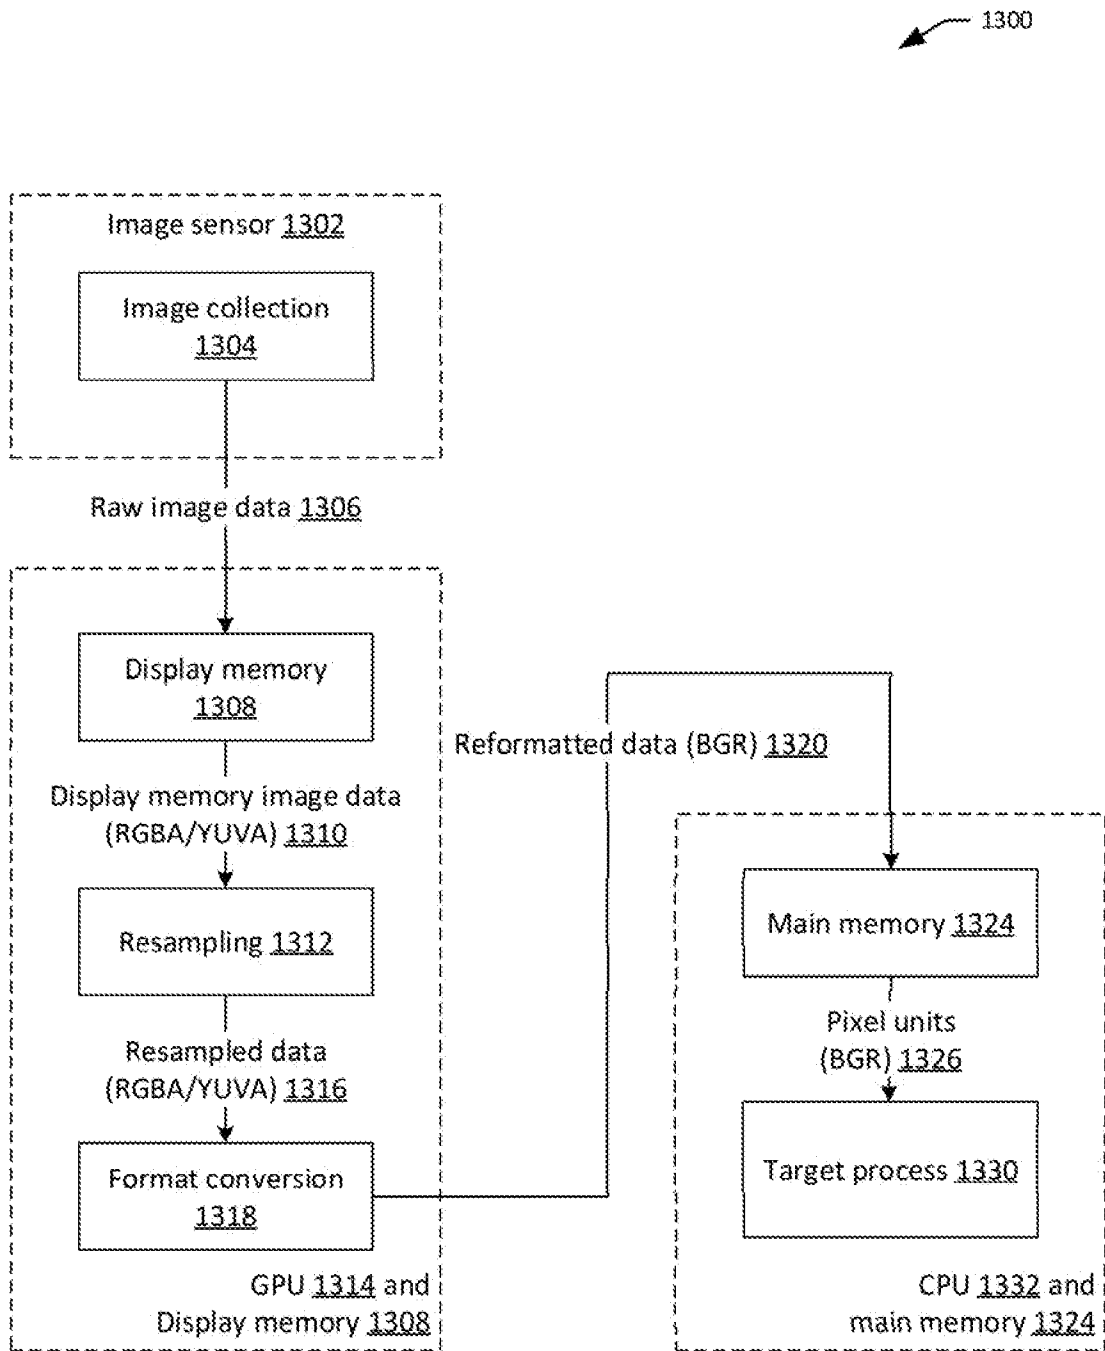 1300
Image sensor 1302
Image collection
1304
Raw image data 1306
Display memory
1308
Display memory image data
(RGBA/YUVA) 1310
Resampling 1312
Resampled data
(RGBA/YUVA) 1316
Format conversion
1318
GPU 1314 and
Display memory 1308
Reformatted data (BGR) 1320
Main memory 1324
Pixel units
(BGR) 1326
Target process 1330
CPU 1332 and
main memory 1324